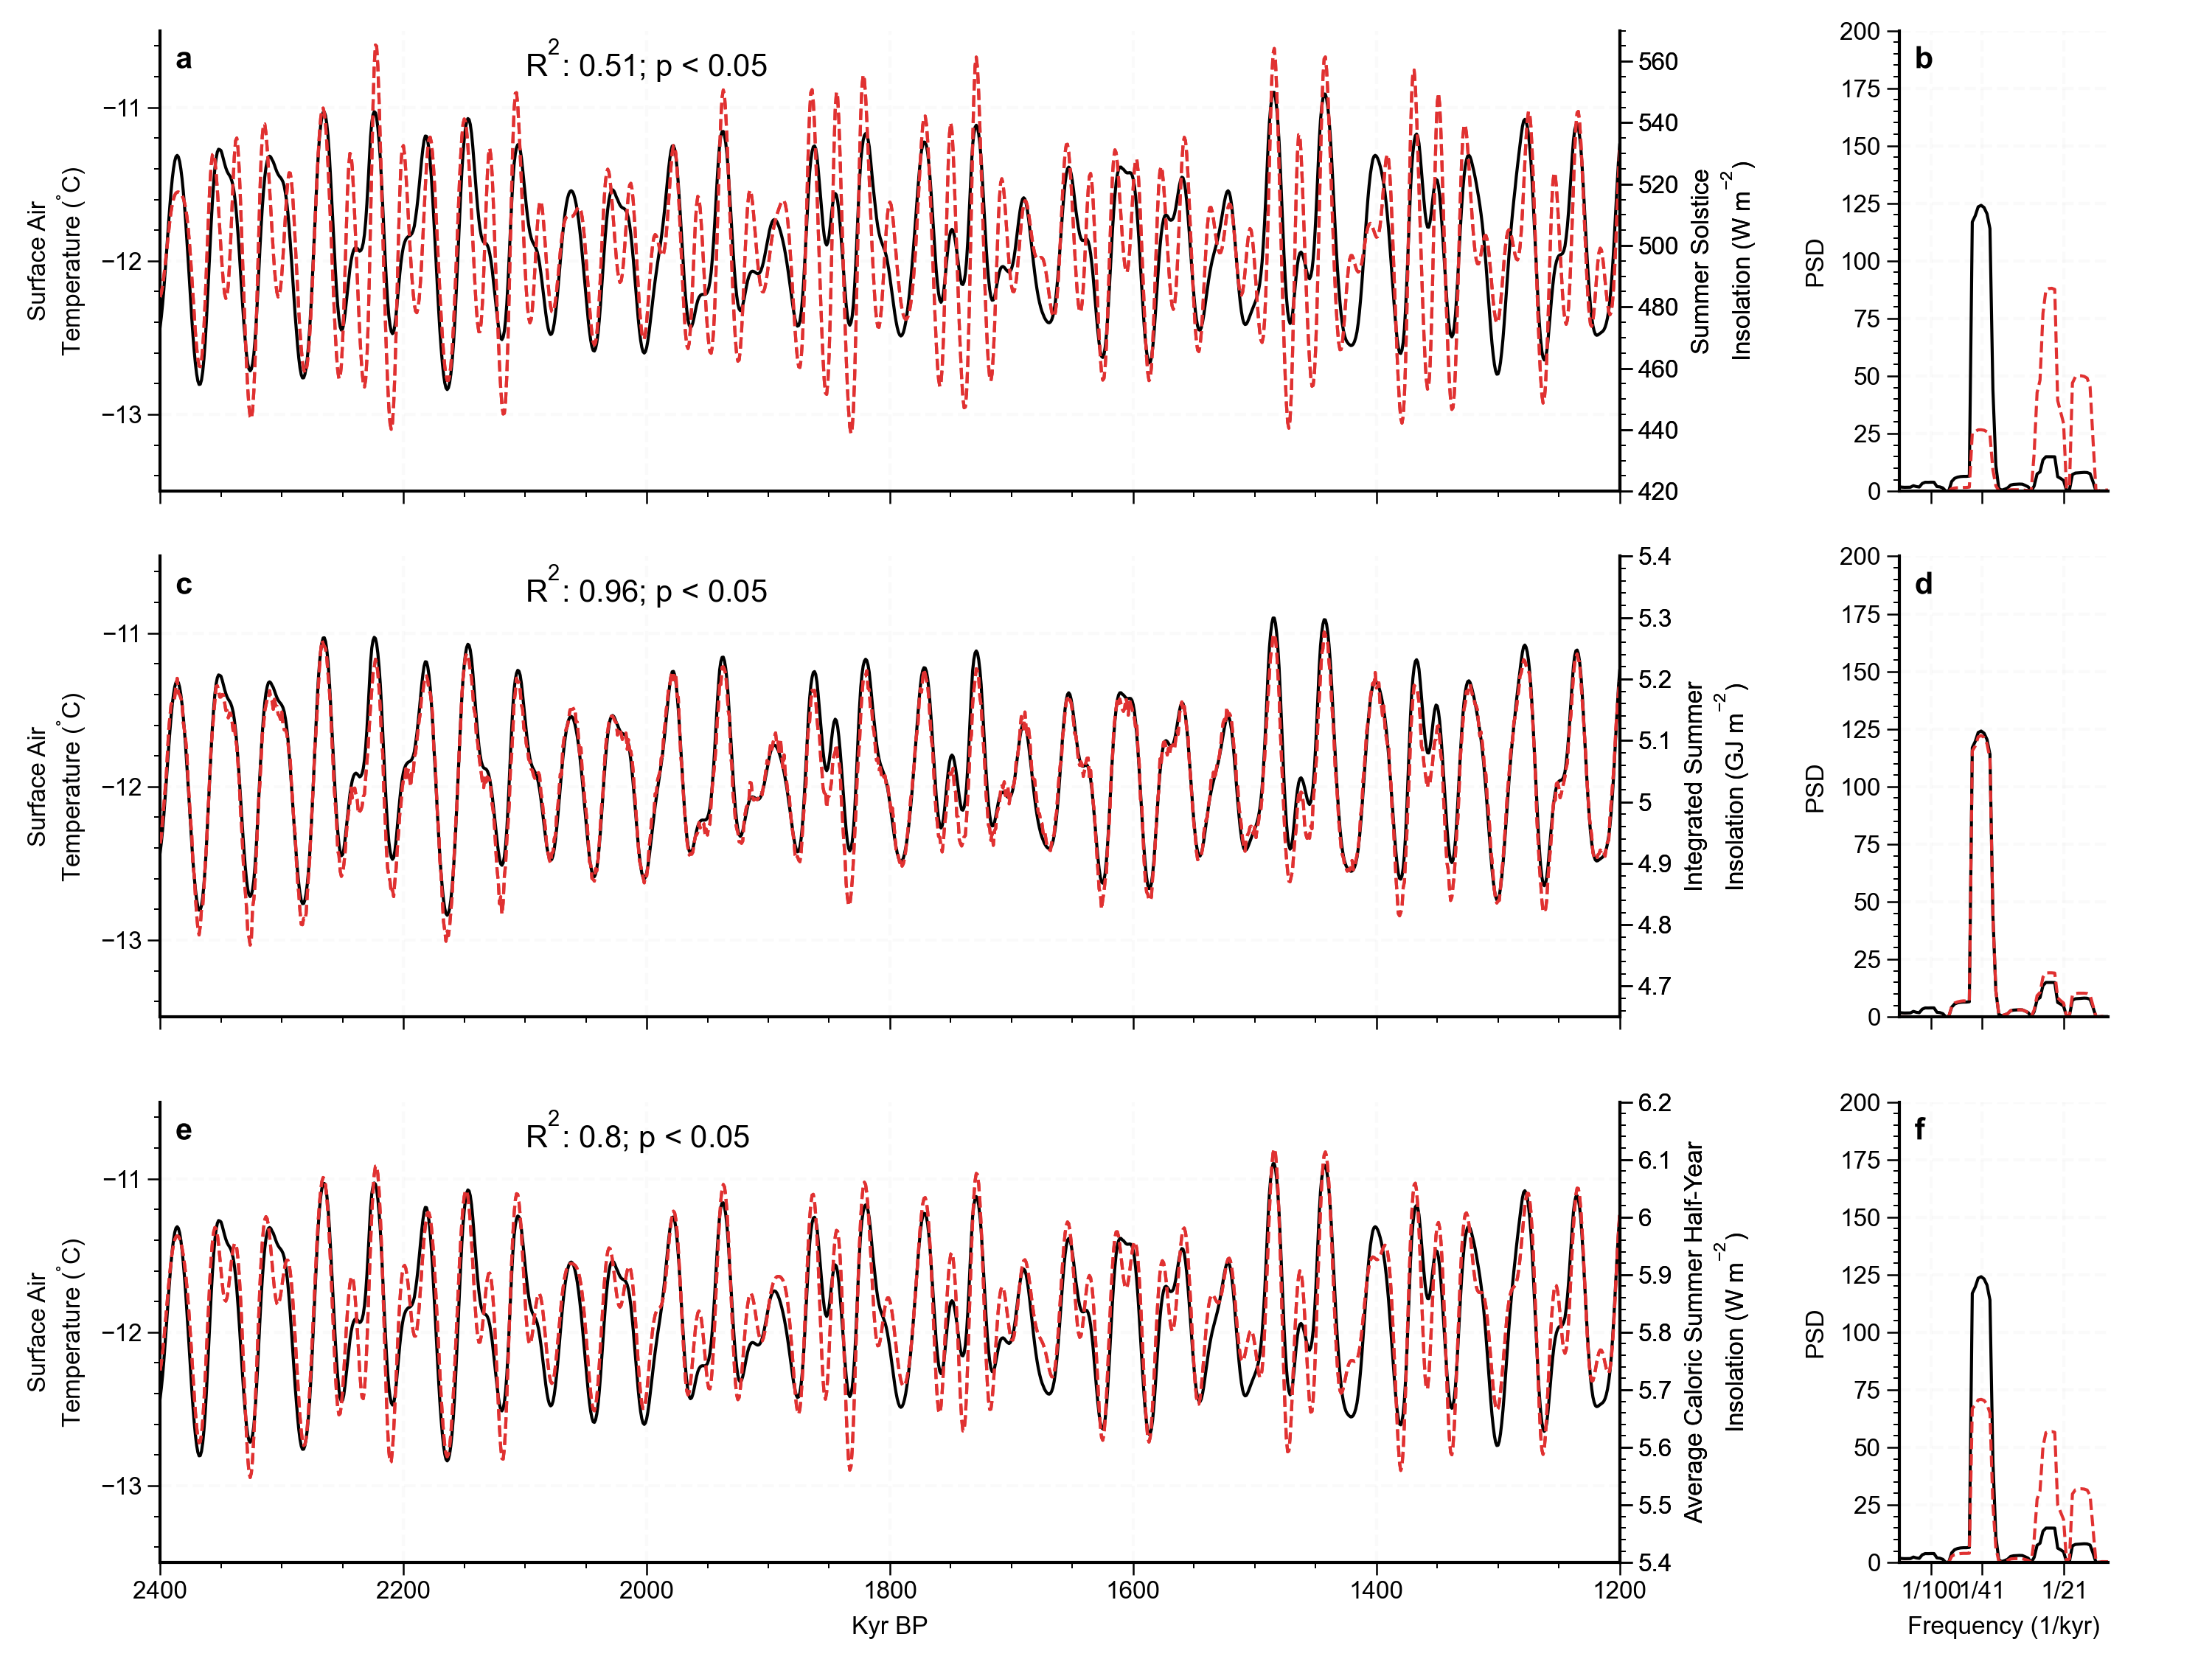 a
R2: 0.51; p < 0.05
−11
−12
−13
Surface Air
Temperature (°C)
560
540
520
500
480
460
440
420
Summer Solstice
Insolation (W m−2)
b
200
175
150
125
100
75
50
25
0
PSD
c
R2: 0.96; p < 0.05
−11
−12
−13
Surface Air
Temperature (°C)
5.4
5.3
5.2
5.1
5
4.9
4.8
4.7
Integrated Summer
Insolation (GJ m−2)
d
200
175
150
125
100
75
50
25
0
PSD
e
R2: 0.8; p < 0.05
−11
−12
−13
Surface Air
Temperature (°C)
6.2
6.1
6
5.9
5.8
5.7
5.6
5.5
5.4
Average Caloric Summer Half-Year
Insolation (W m−2)
2400 2200 2000 1800 1600 1400 1200
Kyr BP
f
200
175
150
125
100
75
50
25
0
PSD
1/100 1/41 1/21
Frequency (1/kyr)